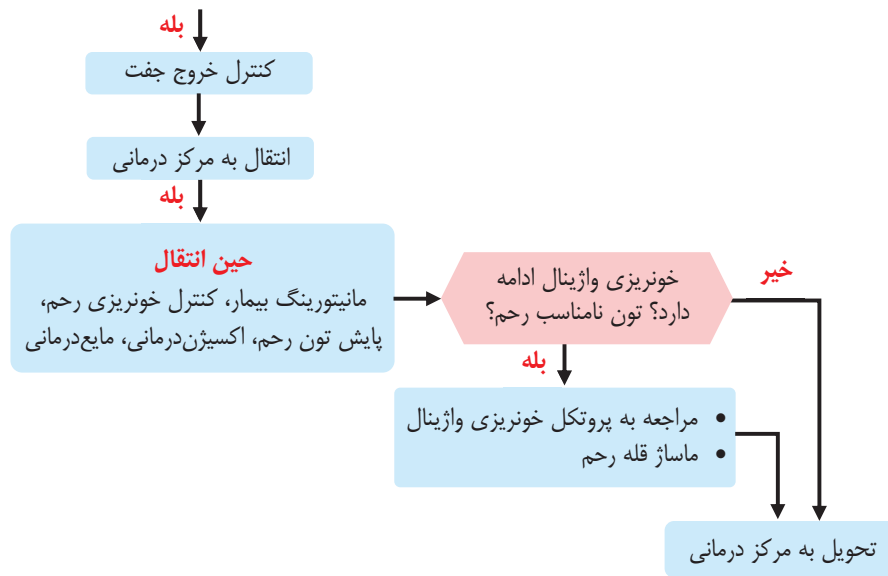 بله
کنترل خروج جفت
انتقال به مرکز درمانی
بله
حین انتقال
مانیتورینگ بیمار، کنترل خونریزی رحم،
پایش تون رحم، اکسیژن‌درمانی، مایع‌درمانی
خونریزی واژینال ادامه
دارد؟ تون نامناسب رحم؟
خیر
بله
• مراجعه به پروتکل خونریزی واژینال
• ماساژ قله رحم
تحویل به مرکز درمانی